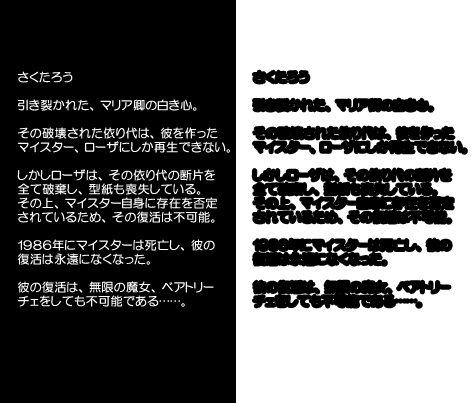 さくたろう
引き裂かれた、マリア卿の白き心。
その破壊された依り代は、彼を作った
マイスター、ローザにしか再生できない。
しかしローザは、その依り代の断片を
全て破棄し、型紙も喪失している。
その上、マイスター自身に存在を否定
されているため、その復活は不可能。
1986年にマイスターは死亡し、彼の
復活は永遠になくなった。
彼の復活は、無限の魔女、ベアトリー
チェをしても不可能である……。
さくたろう
引き裂かれた、マリア卿の白き心。
その破壊された依り代は、彼を作った
マイスター、ローザにしか再生できない。
しかしローザは、その依り代の断片を
全て破棄し、型紙も喪失している。
その上、マイスター自身に存在を否定
されているため、その復活は不可能。
1986年にマイスターは死亡し、彼の
復活は永遠になくなった。
彼の復活は、無限の魔女、ベアトリー
チェをしても不可能である……。